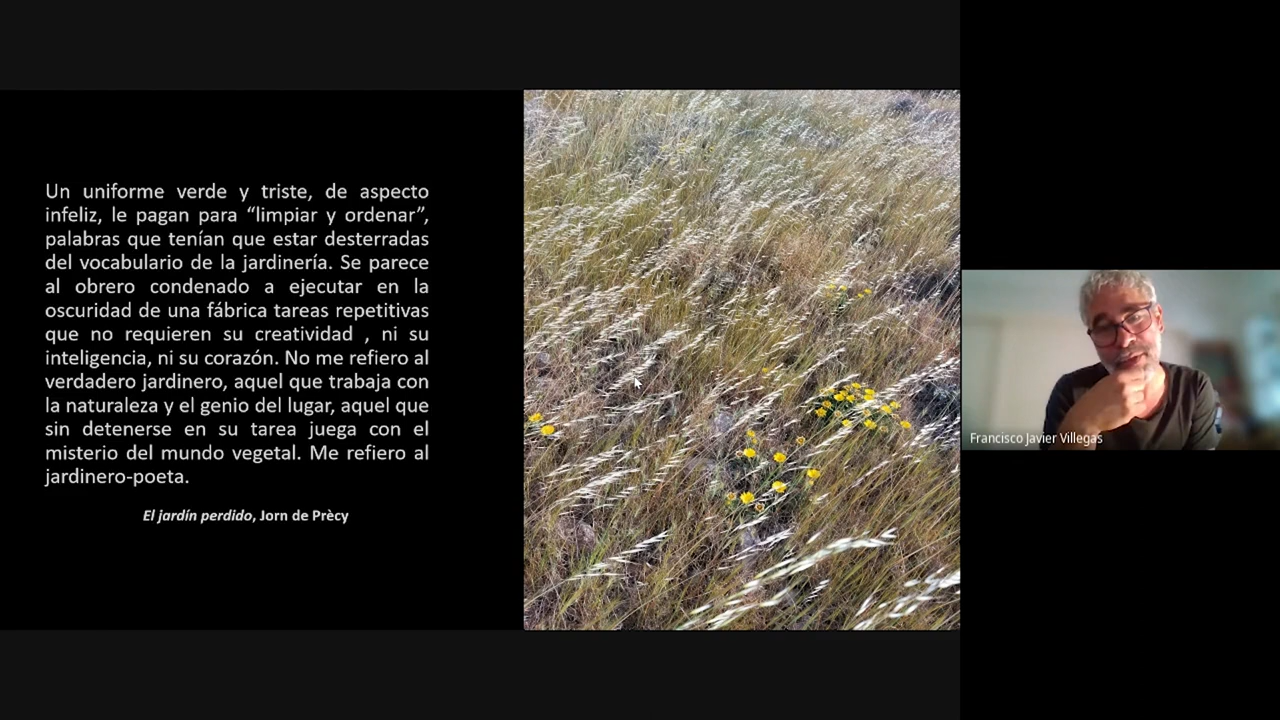 Un uniforme verde y triste, de aspecto
infeliz, le pagan para “limpiar y ordenar”,
palabras que tenían que estar desterradas
del vocabulario de la jardinería. Se parece
al obrero condenado a ejecutar en la
oscuridad de una fábrica tareas repetitivas
que no requieren su creatividad , ni su
inteligencia, ni su corazón. No me refiero al
verdadero jardinero, aquel que trabaja con
la naturaleza y el genio del lugar, aquel que
sin detenerse en su tarea juega con el
misterio del mundo vegetal. Me refiero al
jardinero-poeta.
El jardín perdido, Jorn de Prècy
Francisco Javier Villegas